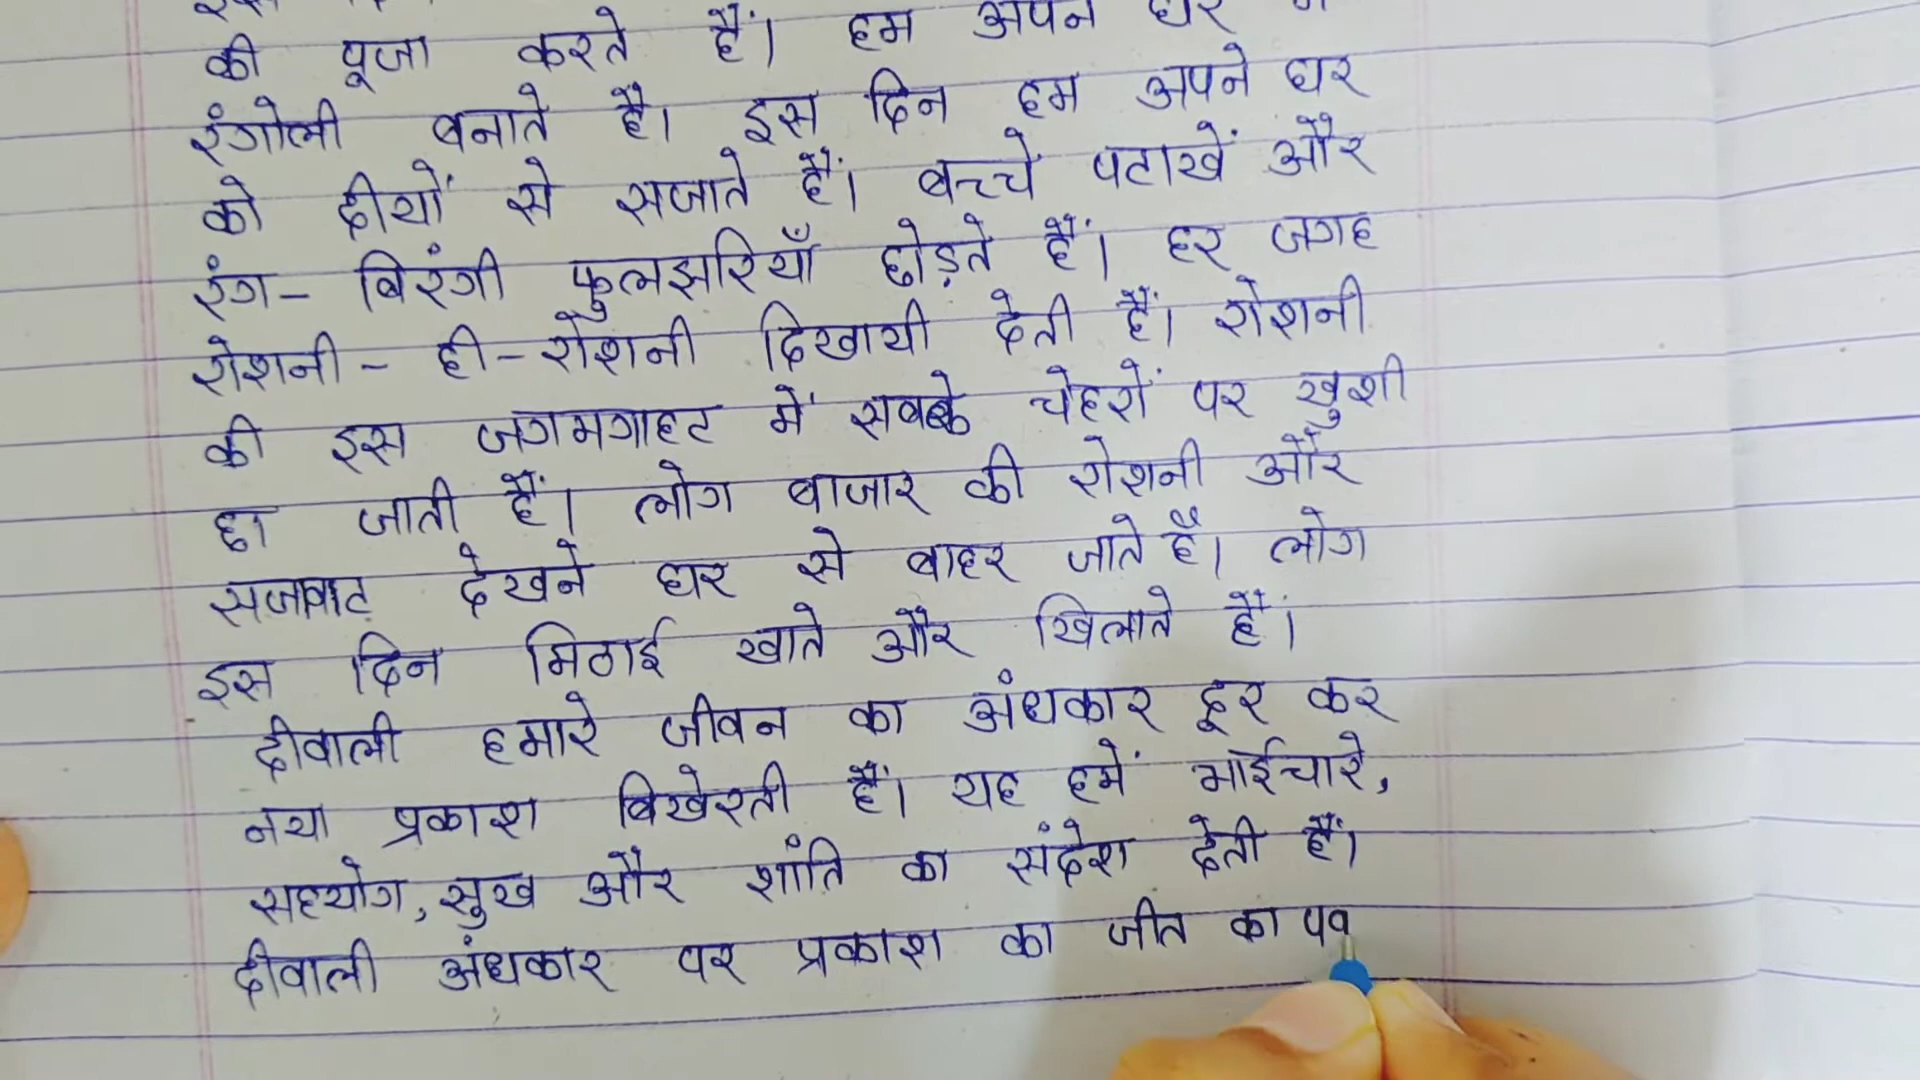 की पूजा करते हैं। हम अपने घर
रंगोली बनाते है। इस दिन हम अपने घर
को दीयों से सजाते हैं। बच्चे पटाखें और
रंग- बिरंगी फुलझरियाँ छोड़ते हैं। हर जगह
रोशनी - ही - रोशनी दिखायी देती हैं। रोशनी
की इस जगमगाहट में सबके चेहरों पर खुशी
छा जाती हैं। लोग बाजार की रोशनी और
सजावाट देखने घर से बाहर जाते है। लोग
इस दिन मिठाई खाते और खिलाते हैं।
दीवाली हमारे जीवन का अंधकार दूर कर
नया प्रकाश बिखेरती हैं। यह हमें भाईचारे,
सहयोग, सुख और शांति का संदेश देती हैं।
दीवाली अंधकार पर प्रकाश का जीत का पव